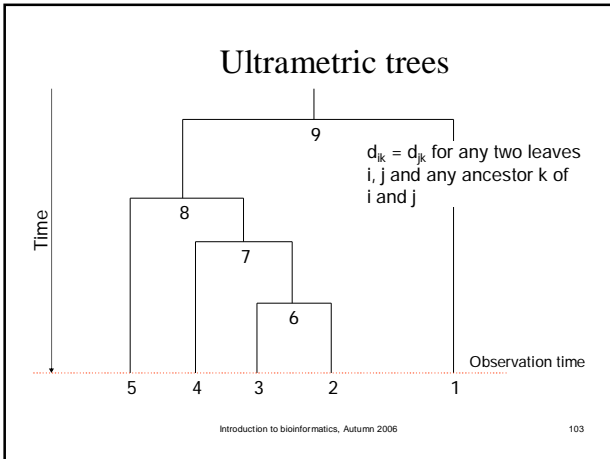 Ultrametric trees
9
d_ik = d_jk for any two leaves
i, j and any ancestor k of
i and j
8
Time
7
6
Observation time
5 4 3 2 1
Introduction to bioinformatics, Autumn 2006 103